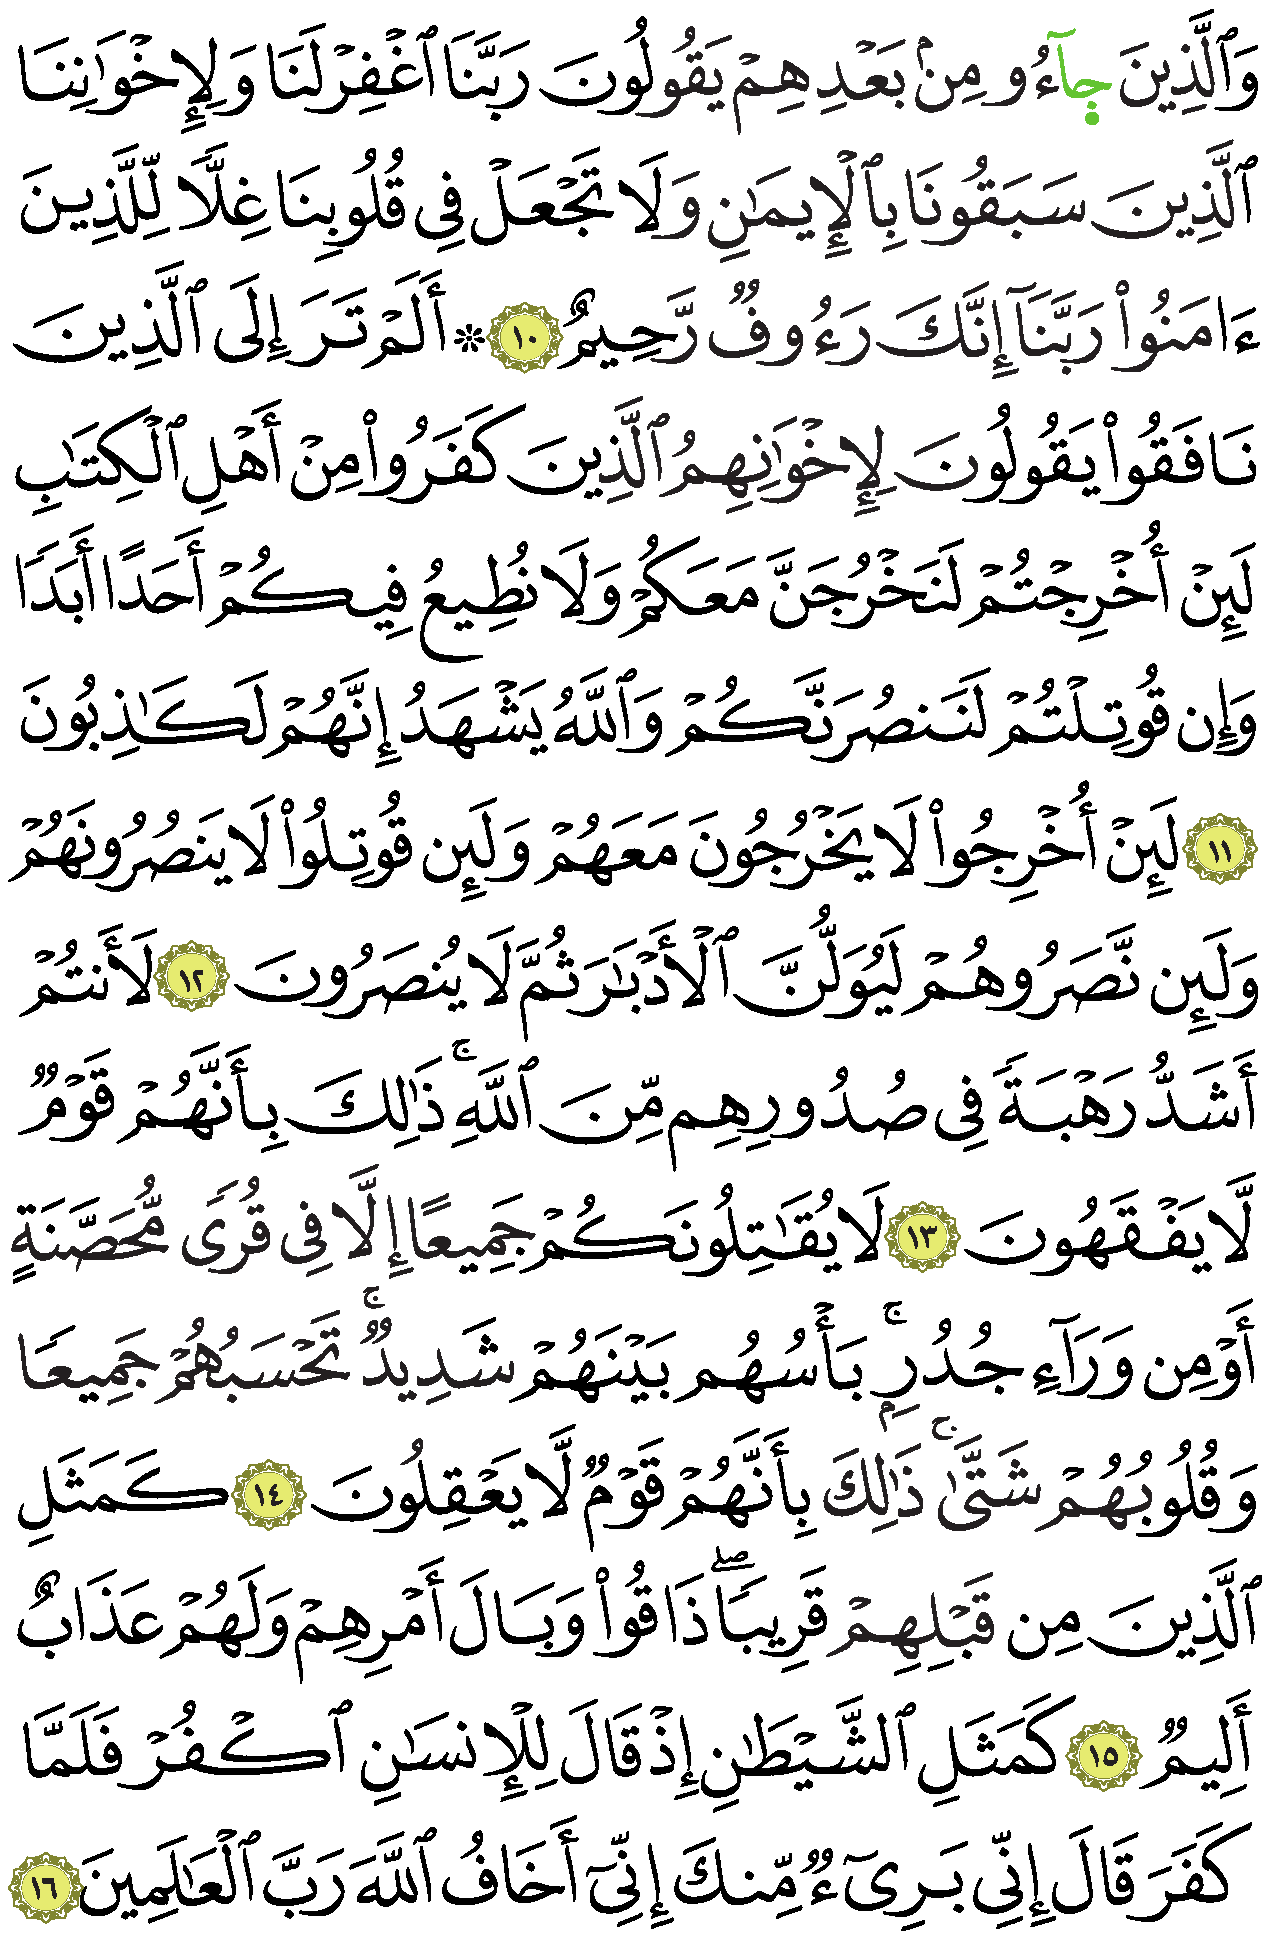 وَٱلَّذِينَ جَآءُو مِنۢ بَعۡدِهِمۡ يَقُولُونَ رَبَّنَا ٱغۡفِرۡ لَنَا وَلِإِخۡوَٰنِنَا
ٱلَّذِينَ سَبَقُونَا بِٱلۡإِيمَٰنِ وَلَا تَجۡعَلۡ فِي قُلُوبِنَا غِلّٗا لِّلَّذِينَ
ءَامَنُواْ رَبَّنَآ إِنَّكَ رَءُوفٞ رَّحِيمٌ ١٠ ۞ أَلَمۡ تَرَ إِلَى ٱلَّذِينَ
نَافَقُواْ يَقُولُونَ لِإِخۡوَٰنِهِمُ ٱلَّذِينَ كَفَرُواْ مِنۡ أَهۡلِ ٱلۡكِتَٰبِ
لَئِنۡ أُخۡرِجۡتُمۡ لَنَخۡرُجَنَّ مَعَكُمۡ وَلَا نُطِيعُ فِيكُمۡ أَحَدًا أَبَدٗا
وَإِن قُوتِلۡتُمۡ لَنَنصُرَنَّكُمۡ وَٱللَّهُ يَشۡهَدُ إِنَّهُمۡ لَكَٰذِبُونَ
١١ لَئِنۡ أُخۡرِجُواْ لَا يَخۡرُجُونَ مَعَهُمۡ وَلَئِن قُوتِلُواْ لَا يَنصُرُونَهُمۡ
وَلَئِن نَّصَرُوهُمۡ لَيُوَلُّنَّ ٱلۡأَدۡبَٰرَ ثُمَّ لَا يُنصَرُونَ ١٢ لَأَنتُمۡ
أَشَدُّ رَهۡبَةٗ فِي صُدُورِهِم مِّنَ ٱللَّهِۚ ذَٰلِكَ بِأَنَّهُمۡ قَوۡمٞ
لَّا يَفۡقَهُونَ ١٣ لَا يُقَٰتِلُونَكُمۡ جَمِيعًا إِلَّا فِي قُرٗى مُّحَصَّنَةٍ
أَوۡ مِن وَرَآءِ جُدُرِۭۚ بَأۡسُهُم بَيۡنَهُمۡ شَدِيدٞۚ تَحۡسَبُهُمۡ جَمِيعٗا
وَقُلُوبُهُمۡ شَتَّىٰۚ ذَٰلِكَ بِأَنَّهُمۡ قَوۡمٞ لَّا يَعۡقِلُونَ ١٤ كَمَثَلِ
ٱلَّذِينَ مِن قَبۡلِهِمۡ قَرِيبٗاۖ ذَاقُواْ وَبَالَ أَمۡرِهِمۡ وَلَهُمۡ عَذَابٌ
أَلِيمٞ ١٥ كَمَثَلِ ٱلشَّيۡطَٰنِ إِذۡ قَالَ لِلۡإِنسَٰنِ ٱكۡفُرۡ فَلَمَّا
كَفَرَ قَالَ إِنِّي بَرِيٓءٞ مِّنكَ إِنِّيٓ أَخَافُ ٱللَّهَ رَبَّ ٱلۡعَٰلَمِينَ ١٦